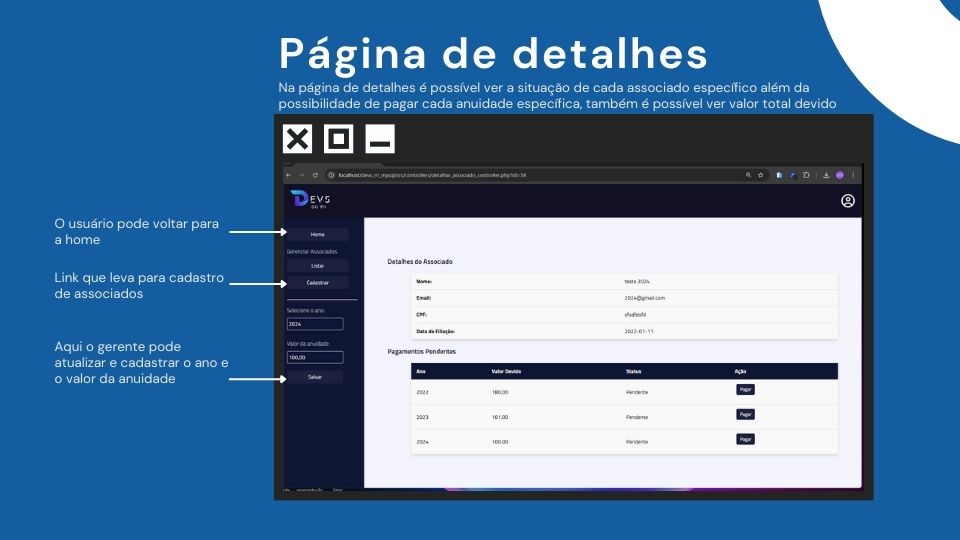 Página de detalhes
Na página de detalhes é possível ver a situação de cada associado específico além da
possibilidade de pagar cada anuidade específica, também é possível ver valor total devido
localhost/devs_rn_mysql/src/controllers/detalhar_associado_controller.php?id=54
DEVS
DO RN
O usuário pode voltar para
a home
Link que leva para cadastro
de associados
Aqui o gerente pode
atualizar e cadastrar o ano e
o valor da anuidade
Home
Gerenciar Associados
Listar
Cadastrar
Selecione o ano:
2024
Valor da anuidade
100,00
Salvar
Detalhes do Associado
Nome: teste 2024
Email: 2024@gmail.com
CPF: sfsdfdsfd
Data de Filiação: 2022-01-11
Pagamentos Pendentes
Ano Valor Devido Status Ação
2022 180.00 Pendente Pagar
2023 101.00 Pendente Pagar
2024 100.00 Pendente Pagar